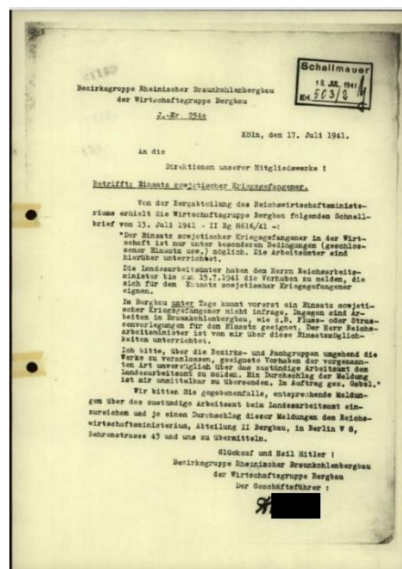 Schallmauer
18. JUL. 1941
503/2
Bezirksgruppe Rheinischer Braunkohlenbergbau
der Wirtschaftsgruppe Bergbau
J.-Nr
Köln, den 17. Juli 1941.
An die
Direktionen unserer Mitgliedswerke !
Betrifft: Einsatz sowjetischer Kriegsgefangener.
Von der Bergabteilung des Reichswirtschaftsministe-
riums erhielt die Wirtschaftsgruppe Bergbau folgenden Schnell-
brief vom 13. Juli 1941 - II Bg 8616/41 -:
"Der Einsatz sowjetischer Kriegsgefangener in der Wirt-
schaft ist nur unter besonderen Bedingungen (geschlos-
sener Einsatz usw.) möglich. Die Arbeitsämter sind
hierüber unterrichtet.
Die Landesarbeitsämter haben dem Herrn Reichsarbeits-
minister bis zum 15.7.1941 die Vorhaben zu melden, die
sich für den Einsatz sowjetischer Kriegsgefangener
eignen.
Im Bergbau unter Tage kommt vorerst ein Einsatz sowjeti-
scher Kriegsgefangener nicht infrage. Dagegen sind Ar-
beiten im Braunkohlenbergbau, wie z.B. Fluss- oder Stras-
senverlegungen für den Einsatz geeignet. Der Herr Reichs-
arbeitsminister ist von mir über diese Einsatzmöglich-
keiten unterrichtet.
Ich bitte, über die Bezirks- und Fachgruppen umgehend die
Werke zu veranlassen, geeignete Vorhaben der vorgenann-
ten Art unverzüglich über das zuständige Arbeitsamt dem
Landesarbeitsamt zu melden. Ein Durchschlag der Meldung
ist mir unmittelbar zu übersenden. Im Auftrag gez. Gabel."
Wir bitten Sie gegebenenfalls, entsprechende Meldun-
gen über das zuständige Arbeitsamt beim Landesarbeitsamt ein-
zureichen und je einen Durchschlag dieser Meldungen dem Reichs-
wirtschaftsministerium, Abteilung II Bergbau, in Berlin W 8,
Behrenstrasse 43 und uns zu übermitteln.
Glückauf und Heil Hitler !
Bezirksgruppe Rheinischer Braunkohlenbergbau
der Wirtschaftsgruppe Bergbau
Der Geschäftsführer :